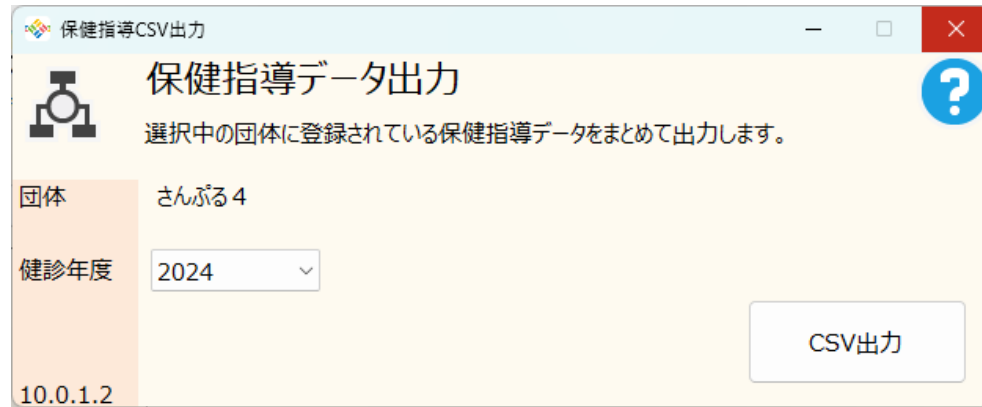 保健指導CSV出力
保健指導データ出力
?
選択中の団体に登録されている保健指導データをまとめて出力します。
団体 さんぷる4
健診年度 2024
CSV出力
10.0.1.2